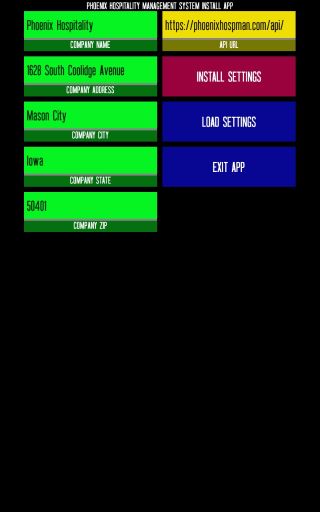 PHOENIX HOSPITALITY MANAGEMENT SYSTEM INSTALL APP
Phoenix Hospitality
COMPANY NAME
https://phoenixhospman.com/api/
API URL
1628 South Coolidge Avenue
COMPANY ADDRESS
INSTALL SETTINGS
Mason City
COMPANY CITY
LOAD SETTINGS
Iowa
COMPANY STATE
EXIT APP
50401
COMPANY ZIP